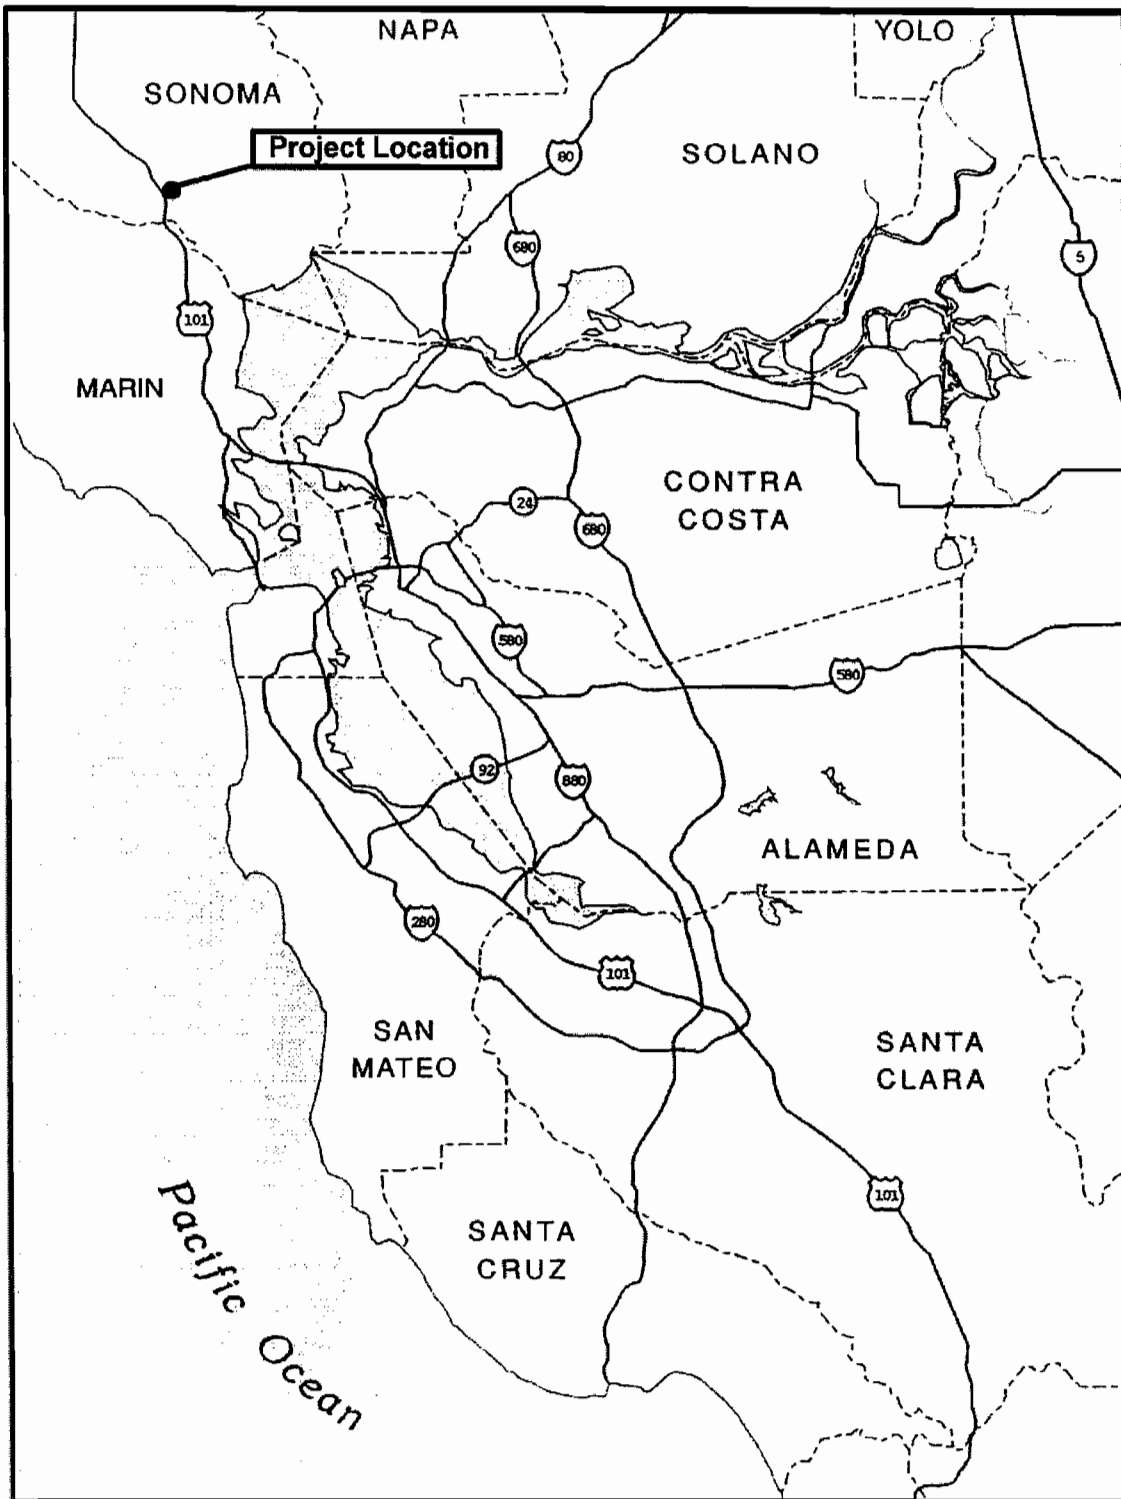 NAPA
YOLO
SONOMA
Project Location
80
SOLANO
680
5
101
MARIN
CONTRA
COSTA
24
680
580
580
92
880
ALAMEDA
280
101
SAN
MATEO
SANTA
CLARA
101
SANTA
CRUZ
Pacific Ocean